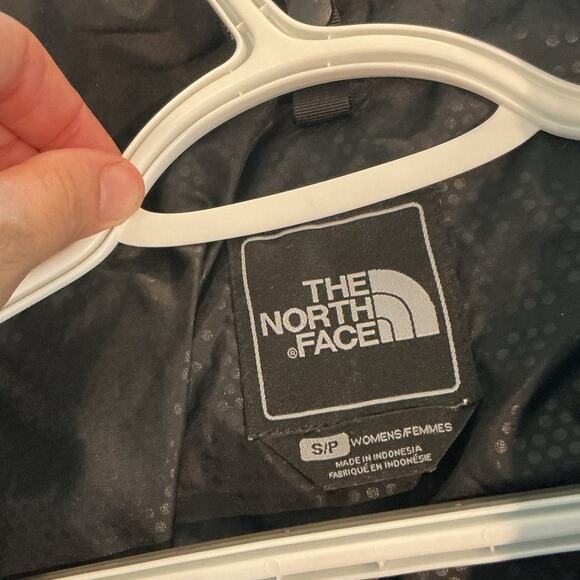 THE
NORTH
®FACE
S/P WOMENS/FEMMES
MADE IN INDONESIA
FABRIQUÉ EN INDONÉSIE